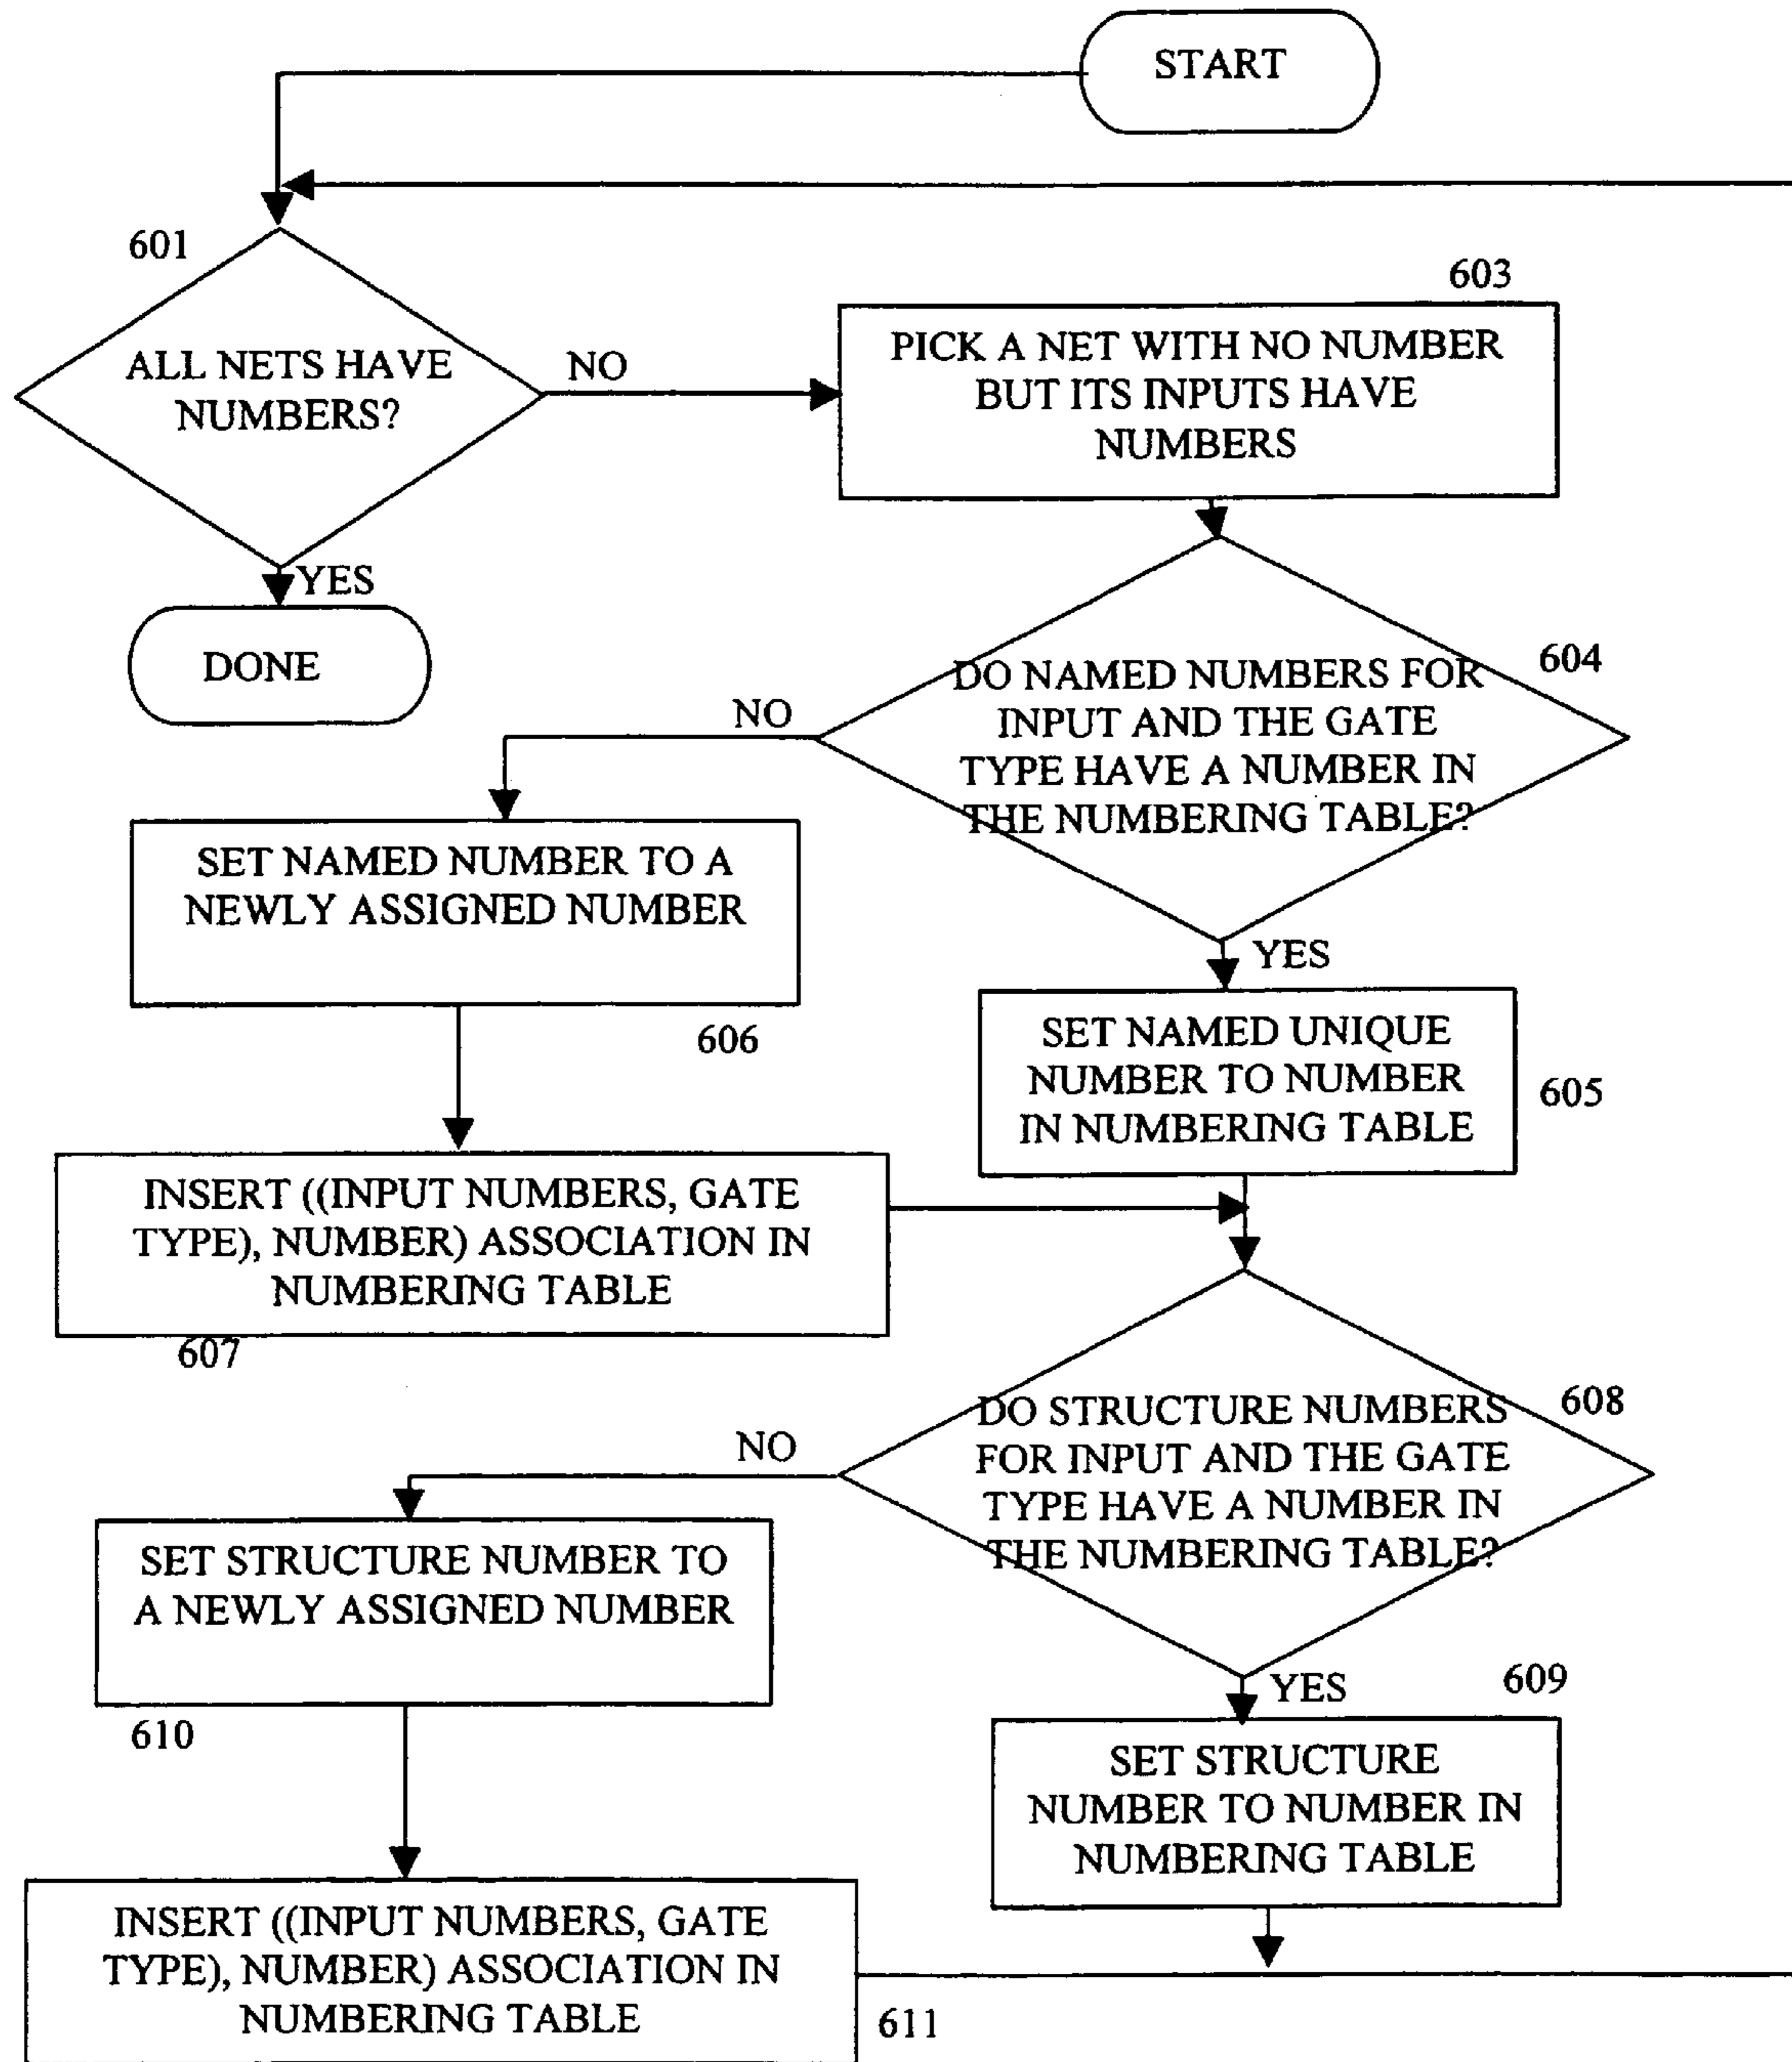 START
601
ALL NETS HAVE
NUMBERS?
NO
603
PICK A NET WITH NO NUMBER
BUT ITS INPUTS HAVE
NUMBERS
YES
DONE
604
DO NAMED NUMBERS FOR
INPUT AND THE GATE
TYPE HAVE A NUMBER IN
THE NUMBERING TABLE?
NO
SET NAMED NUMBER TO A
NEWLY ASSIGNED NUMBER
606
YES
SET NAMED UNIQUE
NUMBER TO NUMBER
IN NUMBERING TABLE
605
INSERT ((INPUT NUMBERS, GATE
TYPE), NUMBER) ASSOCIATION IN
NUMBERING TABLE
607
608
DO STRUCTURE NUMBERS
FOR INPUT AND THE GATE
TYPE HAVE A NUMBER IN
THE NUMBERING TABLE?
NO
SET STRUCTURE NUMBER TO
A NEWLY ASSIGNED NUMBER
610
YES
609
SET STRUCTURE
NUMBER TO NUMBER IN
NUMBERING TABLE
INSERT ((INPUT NUMBERS, GATE
TYPE), NUMBER) ASSOCIATION IN
NUMBERING TABLE
611